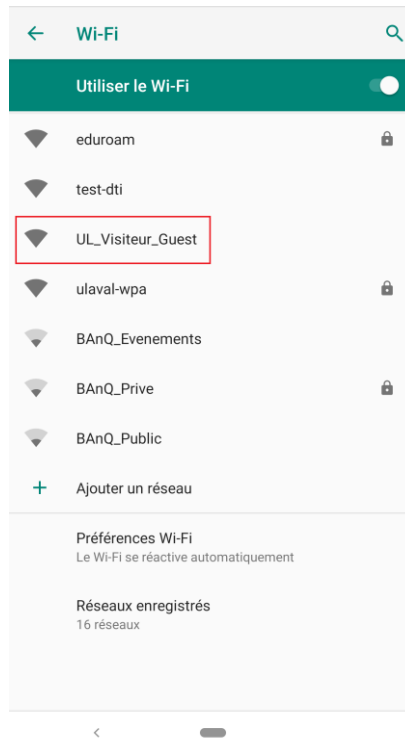 Wi-Fi
Utiliser le Wi-Fi
eduroam
test-dti
UL_Visiteur_Guest
ulaval-wpa
BAnQ_Evenements
BAnQ_Prive
BAnQ_Public
Ajouter un réseau
Préférences Wi-Fi
Le Wi-Fi se réactive automatiquement
Réseaux enregistrés
16 réseaux